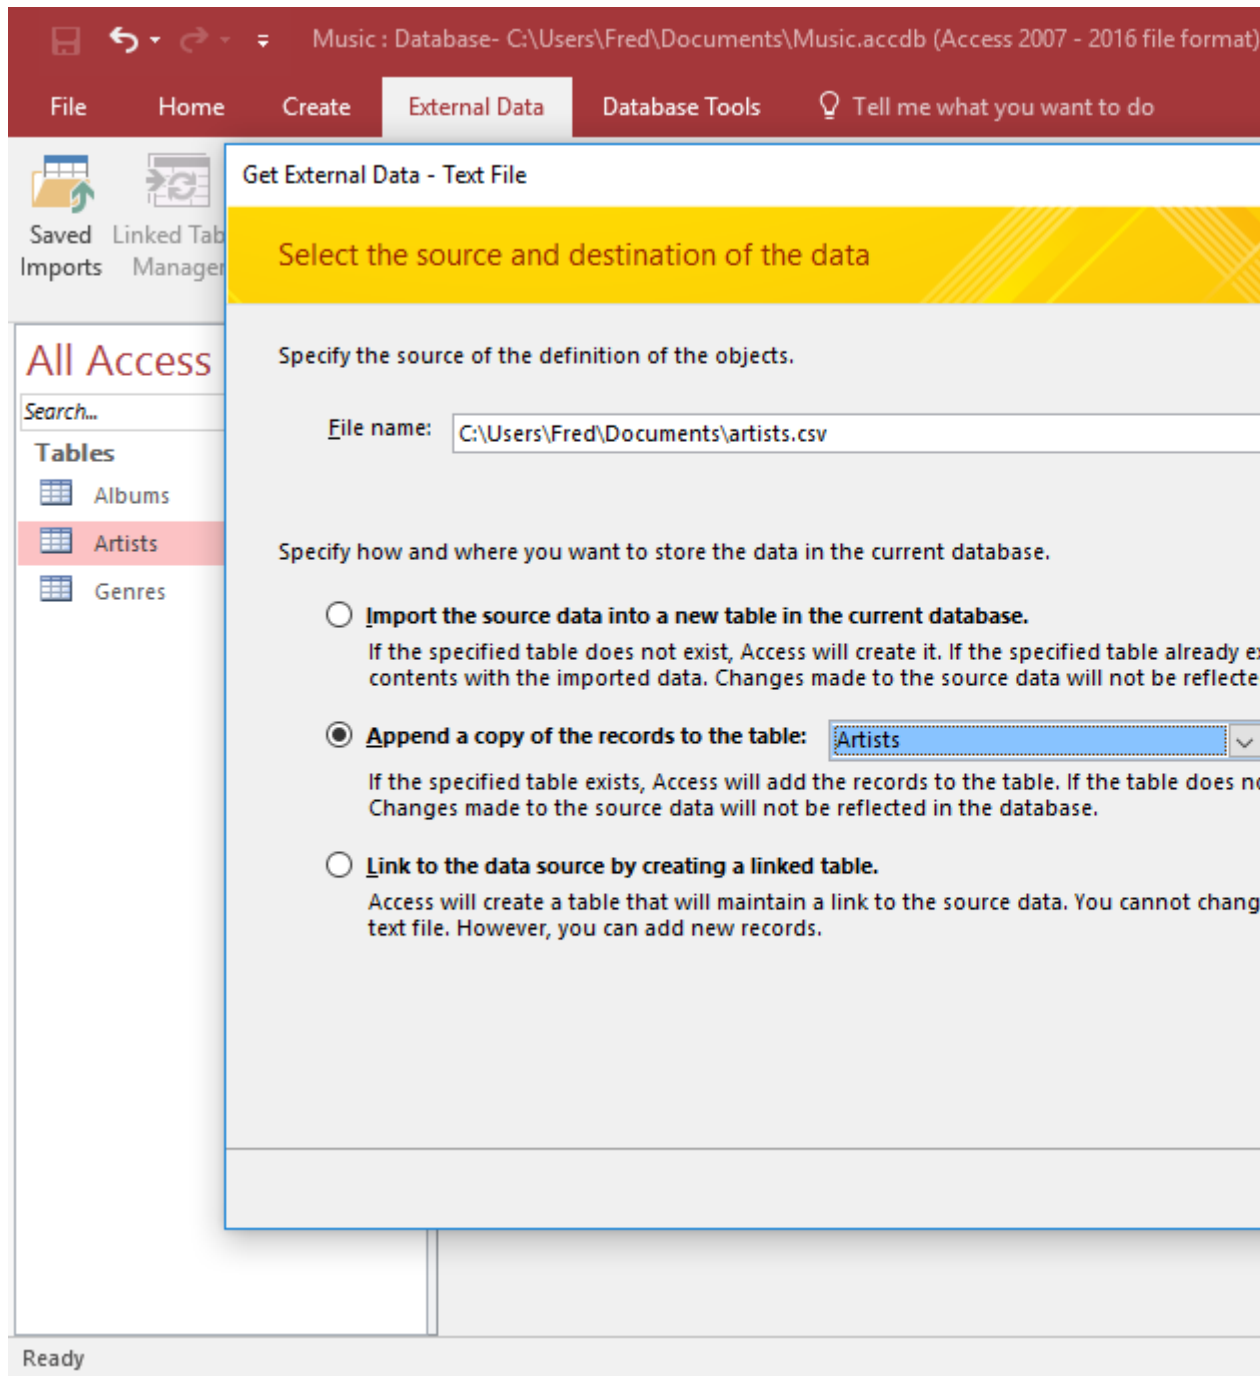 Music : Database- C:\Users\Fred\Documents\Music.accdb (Access 2007 - 2016 file format)
File Home Create External Data Database Tools Tell me what you want to do
Saved Imports
Linked Tab
Manager
Get External Data - Text File
Select the source and destination of the data
All Access
Search...
Tables
Albums
Artists
Genres
Specify the source of the definition of the objects.
File name: C:\Users\Fred\Documents\artists.csv
Specify how and where you want to store the data in the current database.
Import the source data into a new table in the current database.
If the specified table does not exist, Access will create it. If the specified table already ex
contents with the imported data. Changes made to the source data will not be reflecte
Append a copy of the records to the table: Artists
If the specified table exists, Access will add the records to the table. If the table does no
Changes made to the source data will not be reflected in the database.
Link to the data source by creating a linked table.
Access will create a table that will maintain a link to the source data. You cannot chang
text file. However, you can add new records.
Ready